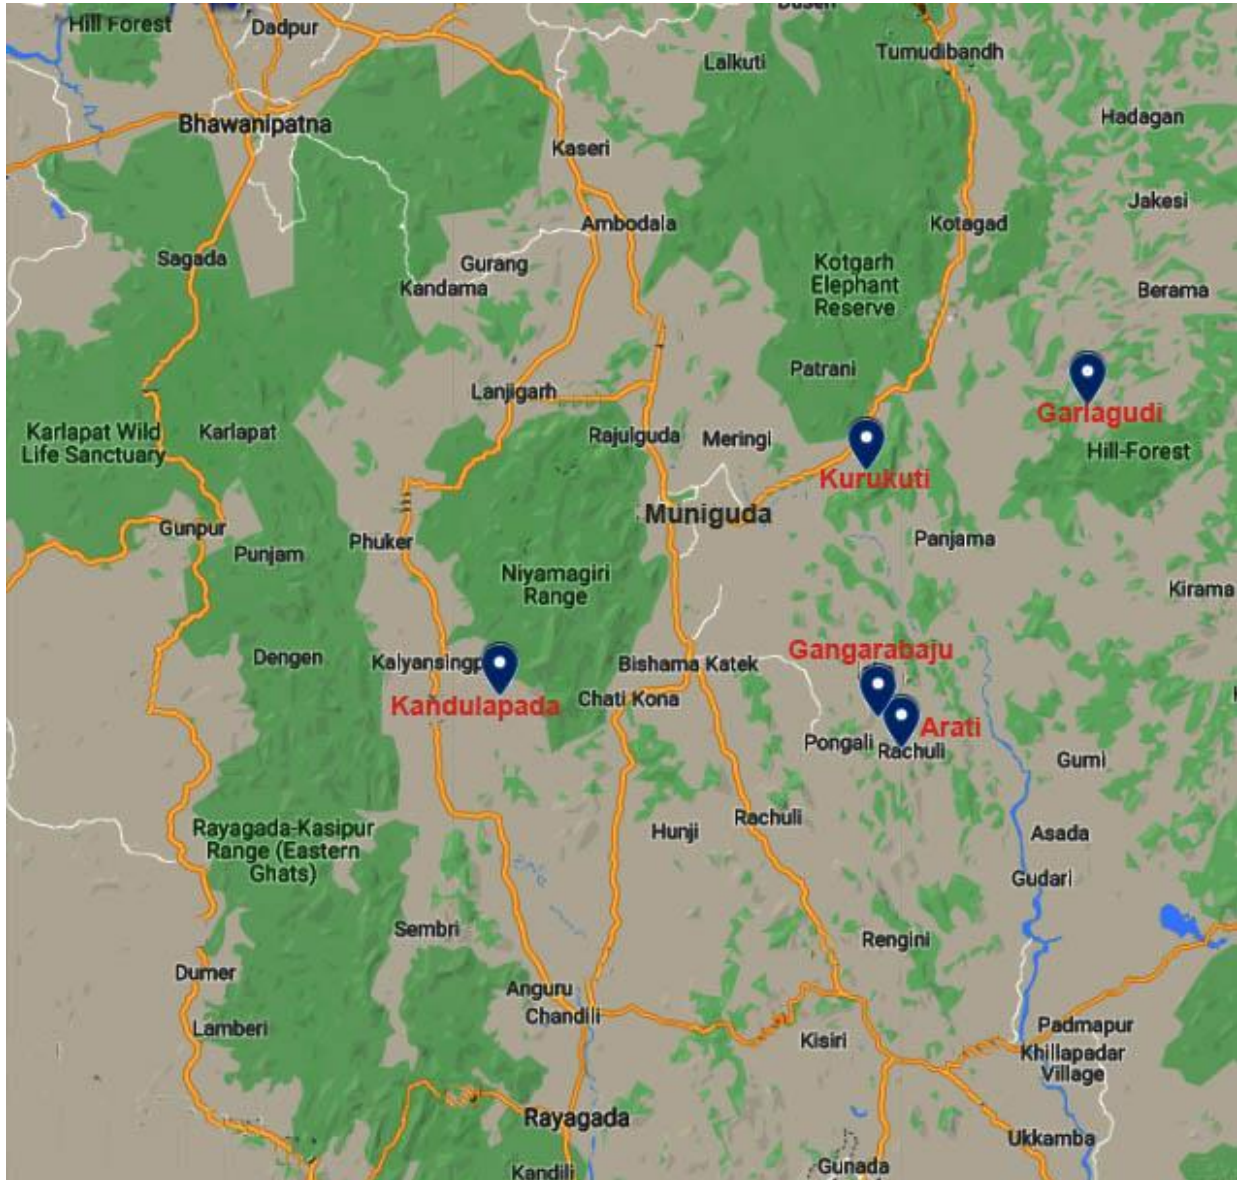 Hill Forest
Dadpur
Tumudibandh
Lalkuti
Hadagan
Bhawanipatna
Kaseri
Jakesi
Ambodala
Kotagad
Sagada
Gurang
Kandama
Kotgarh
Elephant
Reserve
Berama
Patrani
Lanjigarh
Garlagudi
Karlapat Wild
Life Sanctuary
Karlapat
Rajulguda
Meringi
Hill-Forest
Kurukuti
Muniguda
Gunpur
Punjam
Phuker
Panjama
Niyamagiri
Range
Kirama
Gangarabaju
Dengen
Kalyansingp
Bishama Katek
Kandulapada
Chati Kona
Arati
Pongali
Rachuli
Gumi
Rayagada-Kasipur
Range (Eastern
Ghats)
Hunji
Rachuli
Asada
Gudari
Sembri
Rengini
Dumer
Anguru
Chandili
Lamberi
Kisiri
Padmapur
Khillapadar
Village
Rayagada
Ukkamba
Kandili
Gunada